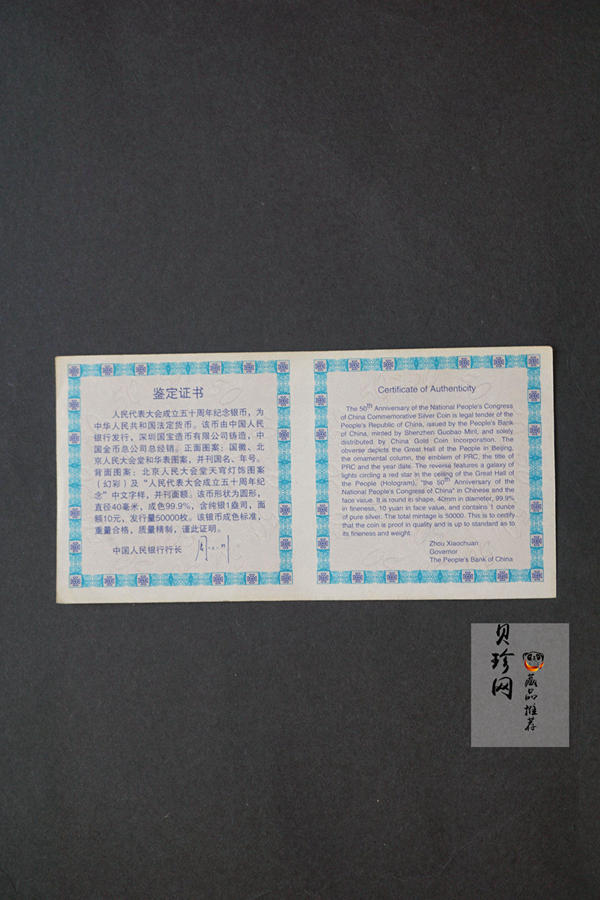 鉴定证书
人民代表大会成立五十周年纪念银币，为
中华人民共和国法定货币。该币由中国人民
银行发行，深圳国宝造币有限公司铸造，中
国金币总公司总经销。正面图案：国徽、北
京人民大会堂和华表图案，并刊国名、年号。
背面图案：北京人民大会堂天穹灯饰图案
（幻彩）及“人民代表大会成立五十周年纪
念”中文字样，并刊面额。该币形状为圆形，
直径40毫米，成色99.9%，含纯银1盎司，面
额10元，发行量50000枚。该银币成色标准，
重量合格，质量精制，谨此证明。
中国人民银行行长
Certificate of Authenticity
The 50th Anniversary of the National People's Congress
of China Commemorative Silver Coin is legal tender of the
People's Republic of China, issued by the People's Bank
of China, minted by Shenzhen Guobao Mint, and solely
distributed by China Gold Coin Incorporation. The
obverse depicts the Great Hall of the People in Beijing,
the ornamental column, the emblem of PRC, the title of
PRC and the year date. The reverse features a galaxy of
lights circling a red star in the ceiling of the Great Hall of
the People (Hologram), "the 50th Anniversary of the
National People's Congress of China" in Chinese and the
face value. It is round in shape, 40mm in diameter, 99.9%
in fineness, 10 yuan in face value, and contains 1 ounce
of pure silver. The total mintage is 50000. This is to certify
that the coin is proof in quality and is up to standard as to
its fineness and weight.
Zhou Xiaochuan
Governor
The People's Bank of China
贝珍网
藏品推荐